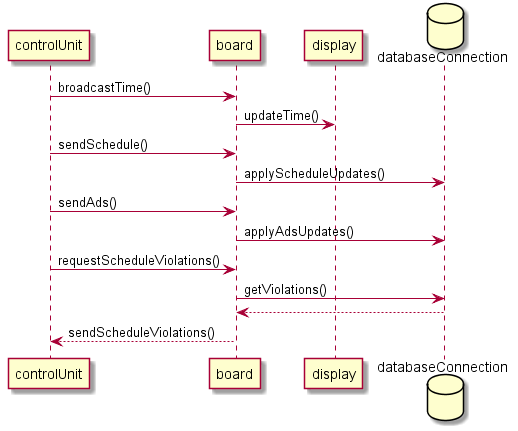 controlUnit
board
display
databaseConnection
broadcastTime()
updateTime()
sendSchedule()
applyScheduleUpdates()
sendAds()
applyAdsUpdates()
requestScheduleViolations()
getViolations()
sendScheduleViolations()
controlUnit
board
display
databaseConnection